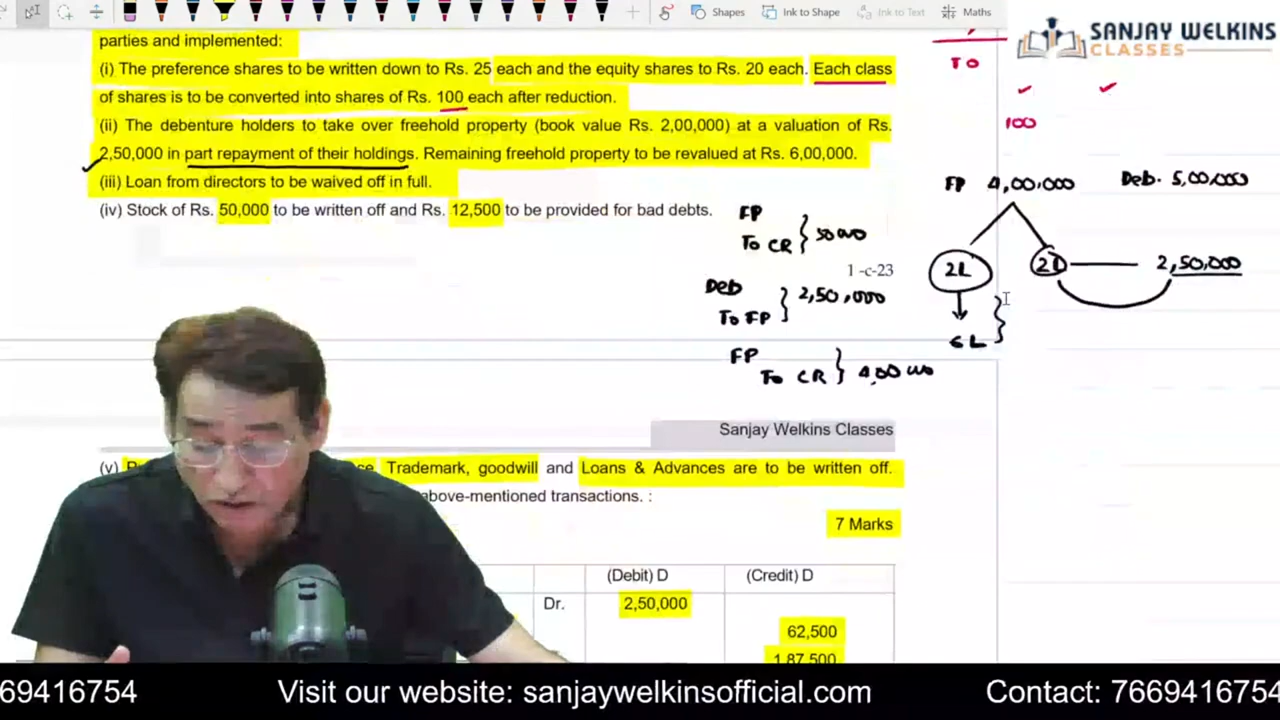 Shapes Ink to Shape Ink to Text Maths
SANJAY WELKINS
CLASSES
parties and implemented:
(i) The preference shares to be written down to Rs. 25 each and the equity shares to Rs. 20 each. Each class
of shares is to be converted into shares of Rs. 100 each after reduction.
(ii) The debenture holders to take over freehold property (book value Rs. 2,00,000) at a valuation of Rs.
2,50,000 in part repayment of their holdings. Remaining freehold property to be revalued at Rs. 6,00,000.
(iii) Loan from directors to be waived off in full.
(iv) Stock of Rs. 50,000 to be written off and Rs. 12,500 to be provided for bad debts.
TO
100
FP 4,00,000 Deb. 5,00,000
2L 2L 2,50,000
6L
FP
To CR } 50000
1 -c-23
Deb
To FP } 2,50,000
FP
To CR } 4,00 000
Sanjay Welkins Classes
(v) Trademark, goodwill and Loans & Advances are to be written off.
above-mentioned transactions. :
7 Marks
(Debit) D (Credit) D
Dr. 2,50,000
62,500
1,87,500
69416754 Visit our website: sanjaywelkinsofficial.com Contact: 7669416754